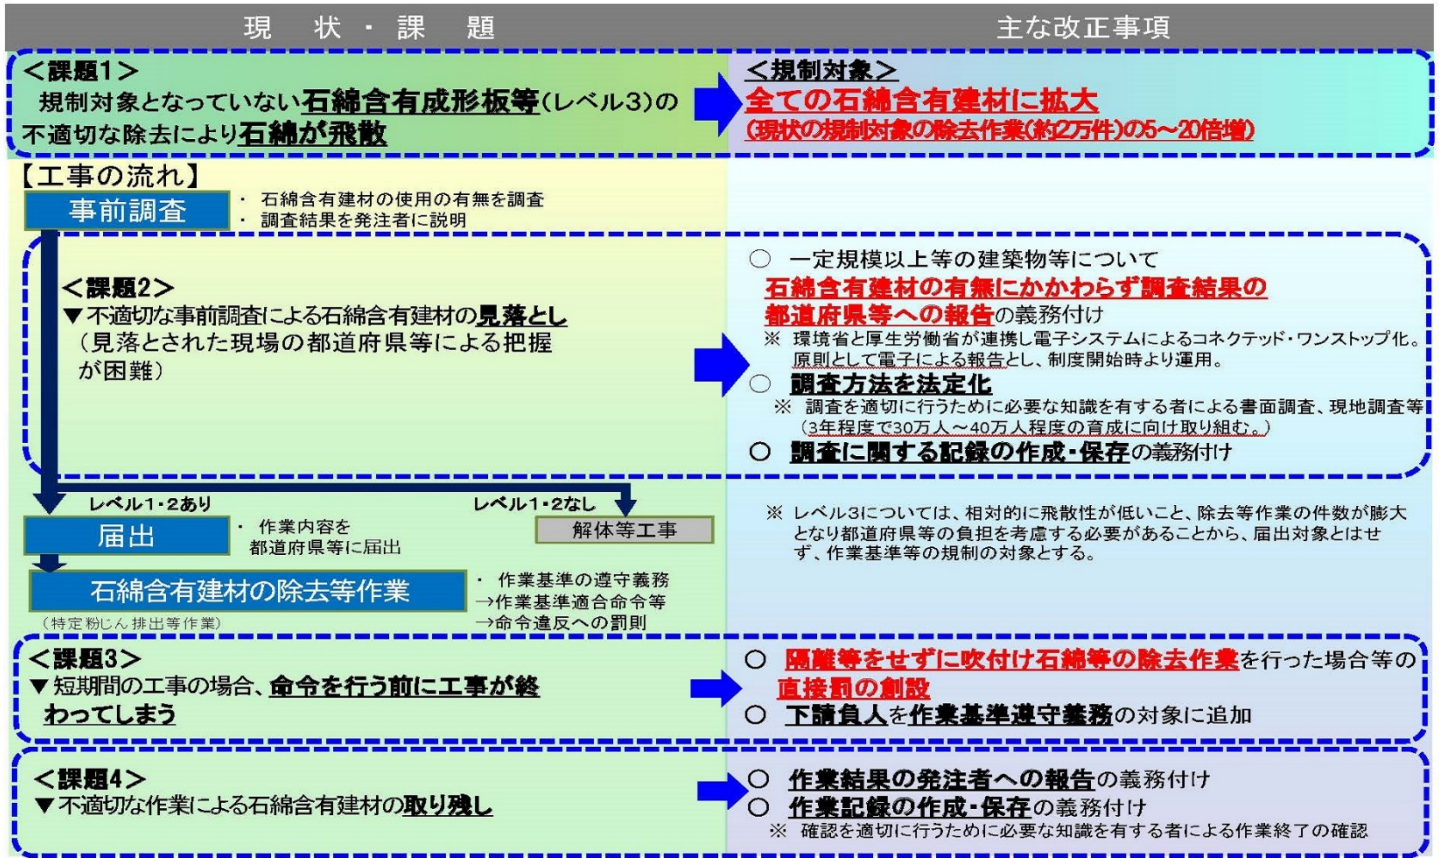 現 状・課 題
主な改正事項
＜課題1＞
規制対象となっていない石綿含有成形板等(レベル3)の
不適切な除去により石綿が飛散
＜規制対象＞
全ての石綿含有建材に拡大
(現状の規制対象の除去作業(約2万件)の5～20倍増)
【工事の流れ】
事前調査
・ 石綿含有建材の使用の有無を調査
・ 調査結果を発注者に説明
＜課題2＞
▼不適切な事前調査による石綿含有建材の見落とし
（見落とされた現場の都道府県等による把握
が困難）
○ 一定規模以上等の建築物等について
石綿含有建材の有無にかかわらず調査結果の
都道府県等への報告の義務付け
※ 環境省と厚生労働省が連携し電子システムによるコネクテッド・ワンストップ化。
原則として電子による報告とし、制度開始時より運用。
○ 調査方法を法定化
※ 調査を適切に行うために必要な知識を有する者による書面調査、現地調査等
（3年程度で30万人～40万人程度の育成に向け取り組む。）
○ 調査に関する記録の作成・保存の義務付け
レベル1・2あり
レベル1・2なし
届出
・ 作業内容を
都道府県等に届出
解体等工事
※ レベル3については、相対的に飛散性が低いこと、除去等作業の件数が膨大
となり都道府県等の負担を考慮する必要があることから、届出対象とはせ
ず、作業基準等の規制の対象とする。
石綿含有建材の除去等作業
（特定粉じん排出等作業）
・ 作業基準の遵守義務
→作業基準適合命令等
→命令違反への罰則
＜課題3＞
▼短期間の工事の場合、命令を行う前に工事が終
わってしまう
○ 隔離等をせずに吹付け石綿等の除去作業を行った場合等の
直接罰の創設
○ 下請負人を作業基準遵守義務の対象に追加
＜課題4＞
▼不適切な作業による石綿含有建材の取り残し
○ 作業結果の発注者への報告の義務付け
○ 作業記録の作成・保存の義務付け
※ 確認を適切に行うために必要な知識を有する者による作業終了の確認